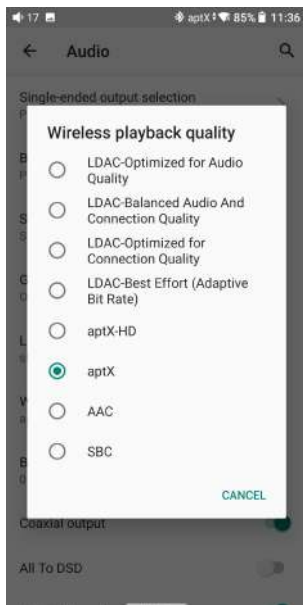 17 aptX 85% 11:36
Audio
Single-ended output selection
Wireless playback quality
LDAC-Optimized for Audio
Quality
LDAC-Balanced Audio And
Connection Quality
LDAC-Optimized for
Connection Quality
LDAC-Best Effort (Adaptive
Bit Rate)
aptX-HD
aptX
AAC
SBC
CANCEL
Coaxial output
All To DSD